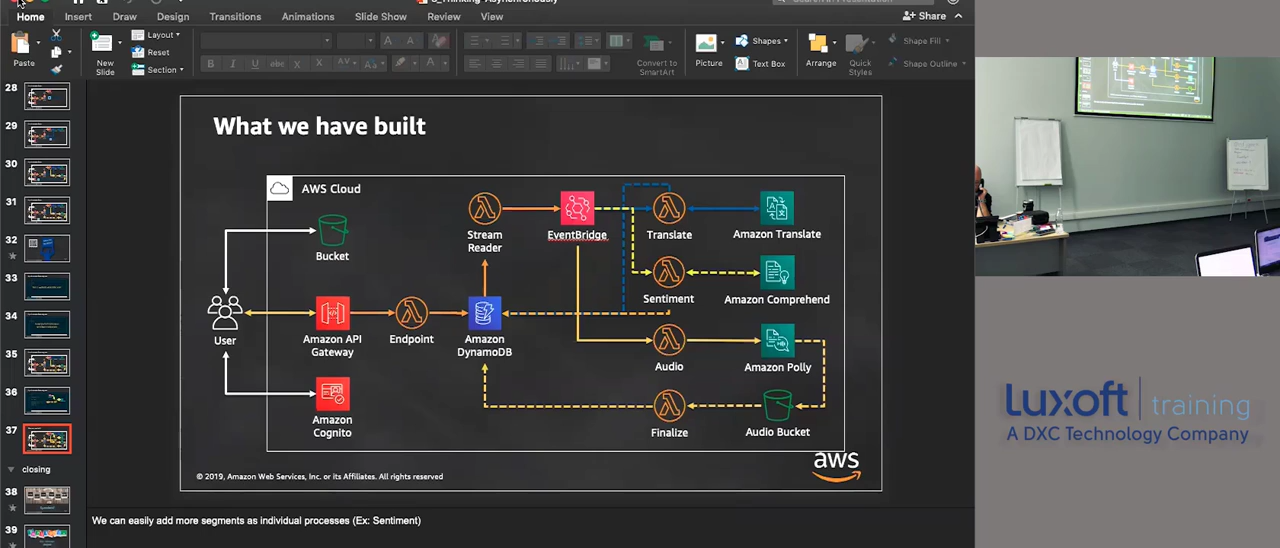 8_Thinking-Asynchronously
Home
Insert
Draw
Design
Transitions
Animations
Slide Show
Review
View
Share
Paste
New
Slide
Layout
Reset
Section
B I U abc X
Convert to
SmartArt
Picture
Shapes
Text Box
Arrange
Quick
Styles
Shape Fill
Shape Outline
28
29
30
31
32
33
34
35
36
37
closing
38
39
What we have built
AWS Cloud
Bucket
User
Amazon API
Gateway
Amazon
Cognito
Endpoint
Amazon
DynamoDB
Stream
Reader
EventBridge
Translate
Amazon Translate
Sentiment
Amazon Comprehend
Audio
Amazon Polly
Finalize
Audio Bucket
© 2019, Amazon Web Services, Inc. or its Affiliates. All rights reserved
aws
We can easily add more segments as individual processes (Ex: Sentiment)
luxoft training
A DXC Technology Company